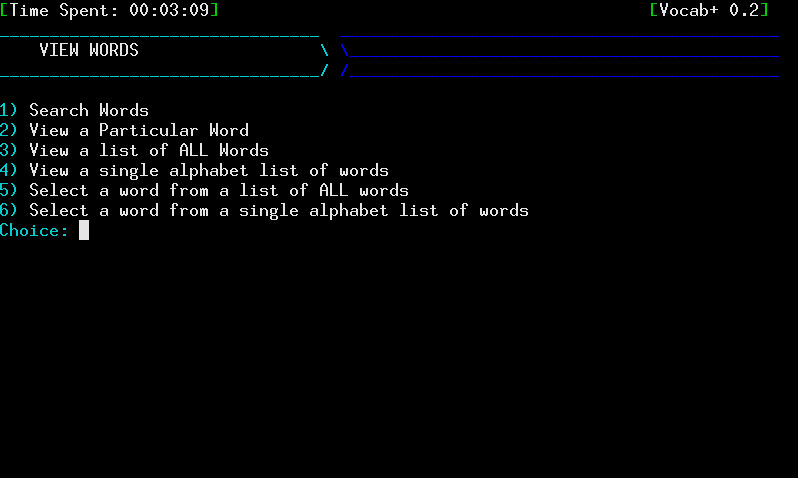 [Time Spent: 00:03:09] [Vocab+ 0.2]
VIEW WORDS
1) Search Words
2) View a Particular Word
3) View a list of ALL Words
4) View a single alphabet list of words
5) Select a word from a list of ALL words
6) Select a word from a single alphabet list of words
Choice: